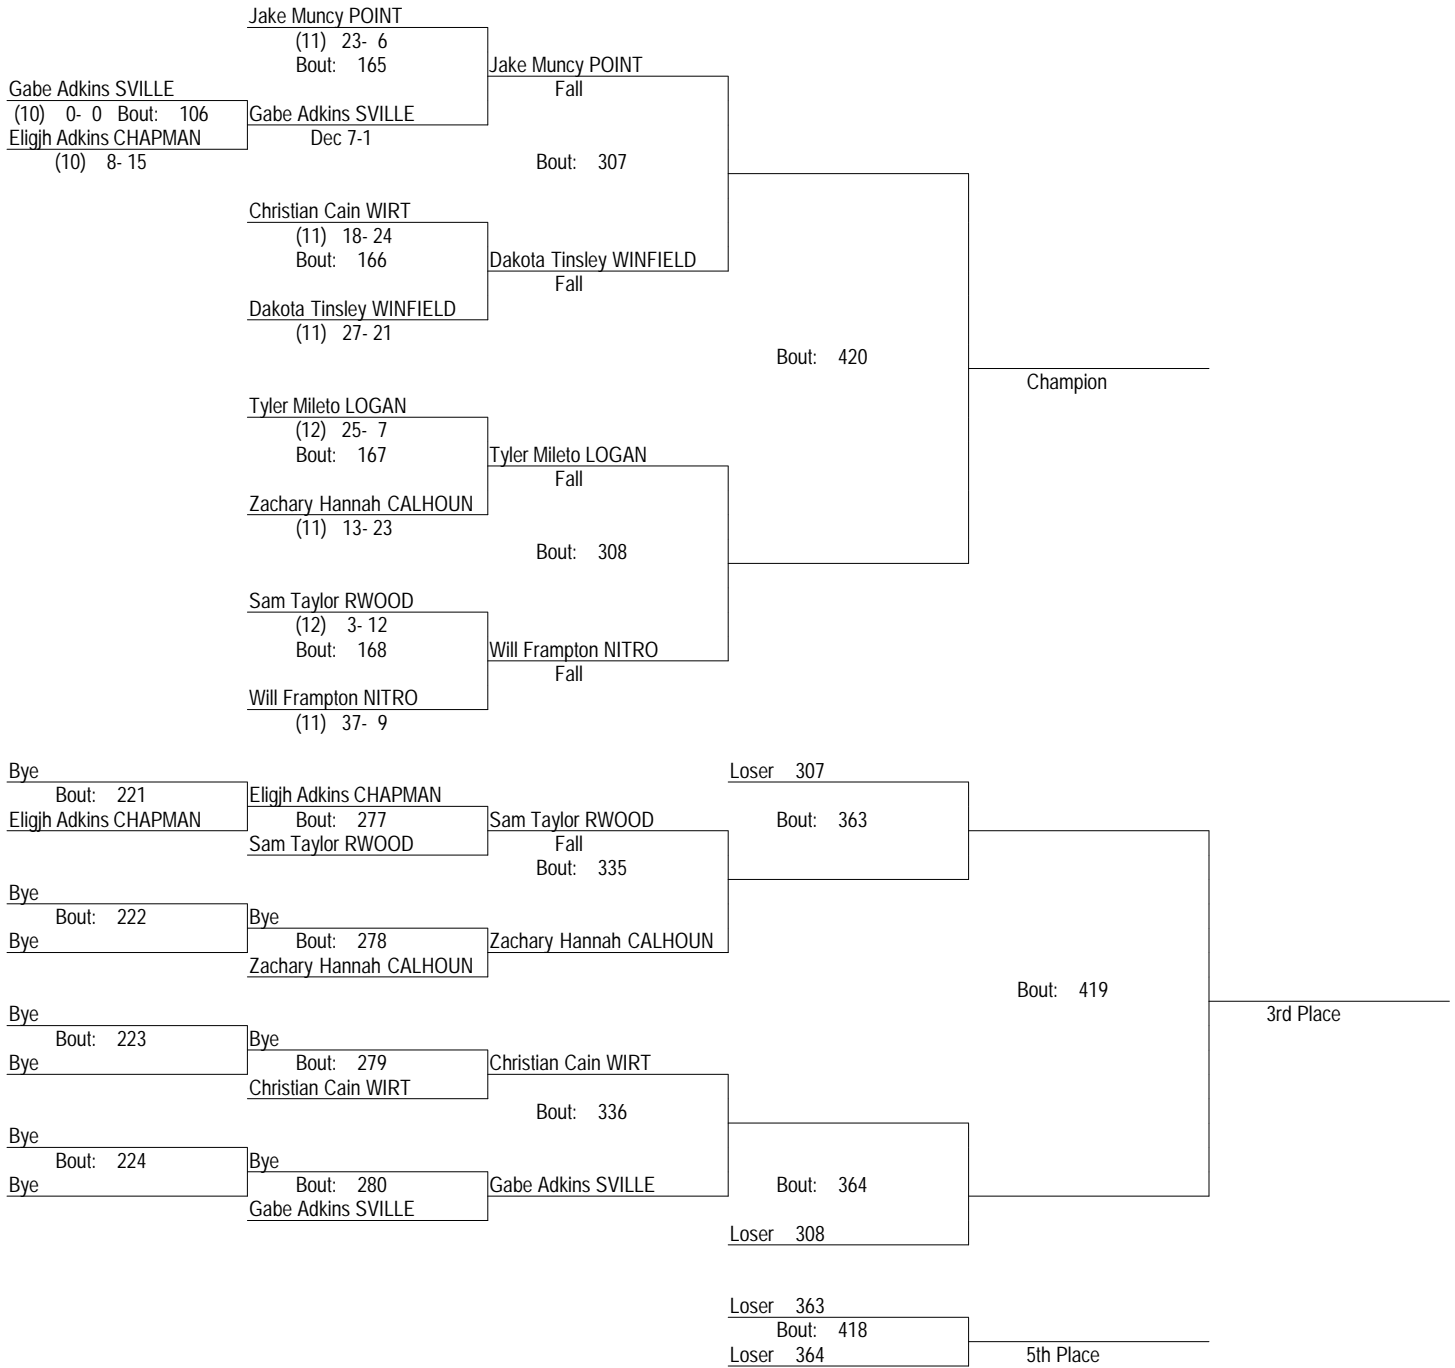 Jake Muncy POINT
(11) 23- 6
Bout: 165
Jake Muncy POINT
Fall
Gabe Adkins SVILLE
(10) 0- 0 Bout: 106
Gabe Adkins SVILLE
Eligjh Adkins CHAPMAN
Dec 7-1
(10) 8- 15
Bout: 307
Christian Cain WIRT
(11) 18- 24
Bout: 166
Dakota Tinsley WINFIELD
Fall
Dakota Tinsley WINFIELD
(11) 27- 21
Bout: 420
Champion
Tyler Mileto LOGAN
(12) 25- 7
Bout: 167
Tyler Mileto LOGAN
Fall
Zachary Hannah CALHOUN
(11) 13- 23
Bout: 308
Sam Taylor RWOOD
(12) 3- 12
Bout: 168
Will Frampton NITRO
Fall
Will Frampton NITRO
(11) 37- 9
Bye
Loser 307
Bout: 221
Eligjh Adkins CHAPMAN
Eligjh Adkins CHAPMAN
Bout: 277
Sam Taylor RWOOD
Bout: 363
Sam Taylor RWOOD
Fall
Bout: 335
Bye
Bout: 222
Bye
Bye
Bout: 278
Zachary Hannah CALHOUN
Zachary Hannah CALHOUN
Bout: 419
3rd Place
Bye
Bout: 223
Bye
Bye
Bout: 279
Christian Cain WIRT
Christian Cain WIRT
Bout: 336
Bye
Bout: 224
Bye
Bye
Bout: 280
Gabe Adkins SVILLE
Bout: 364
Gabe Adkins SVILLE
Loser 308
Loser 363
Bout: 418
Loser 364
5th Place